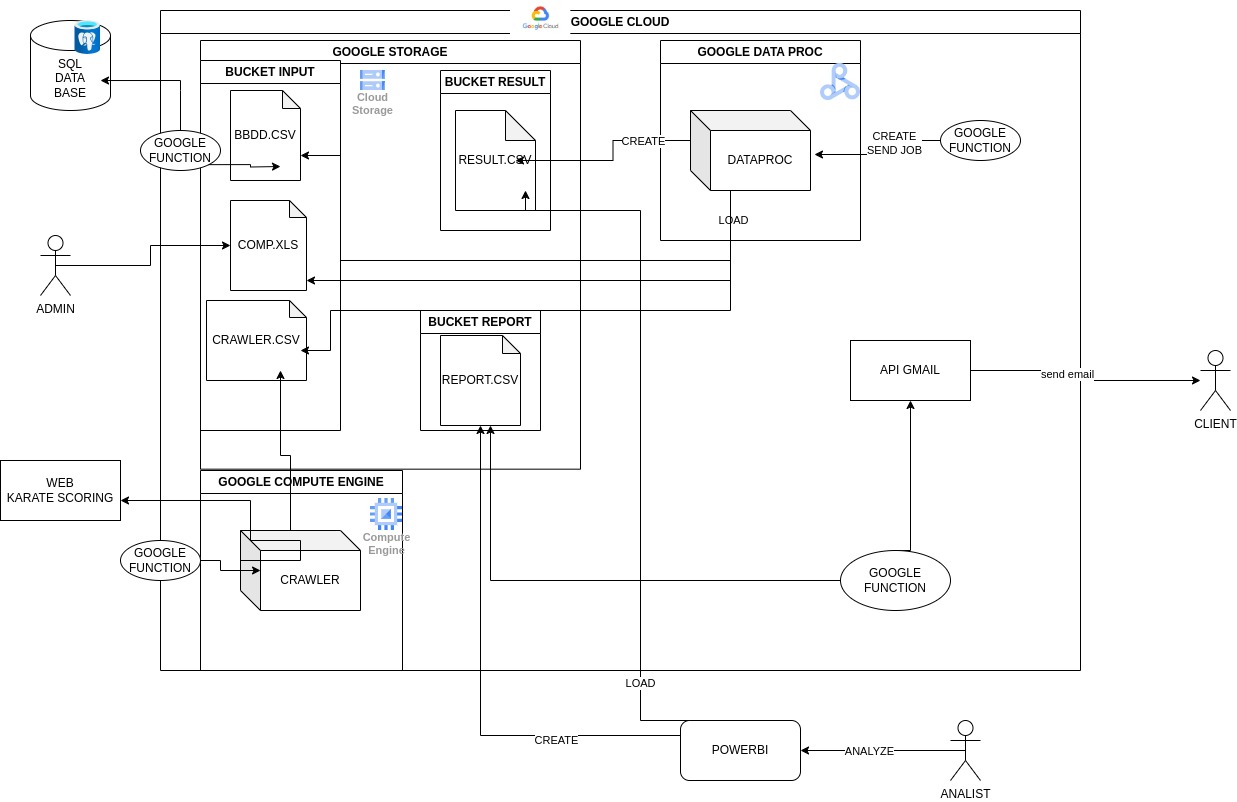 Google Cloud
GOOGLE CLOUD
GOOGLE STORAGE
GOOGLE DATA PROC
BUCKET INPUT
BUCKET RESULT
SQL
DATA
BASE
Cloud
Storage
BBDD.CSV
GOOGLE
FUNCTION
RESULT.CSV
CREATE
DATAPROC
CREATE
SEND JOB
GOOGLE
FUNCTION
LOAD
COMP.XLS
ADMIN
BUCKET REPORT
CRAWLER.CSV
REPORT.CSV
API GMAIL
send email
CLIENT
WEB
KARATE SCORING
GOOGLE COMPUTE ENGINE
Compute
Engine
GOOGLE
FUNCTION
CRAWLER
GOOGLE
FUNCTION
LOAD
CREATE
POWERBI
ANALYZE
ANALIST